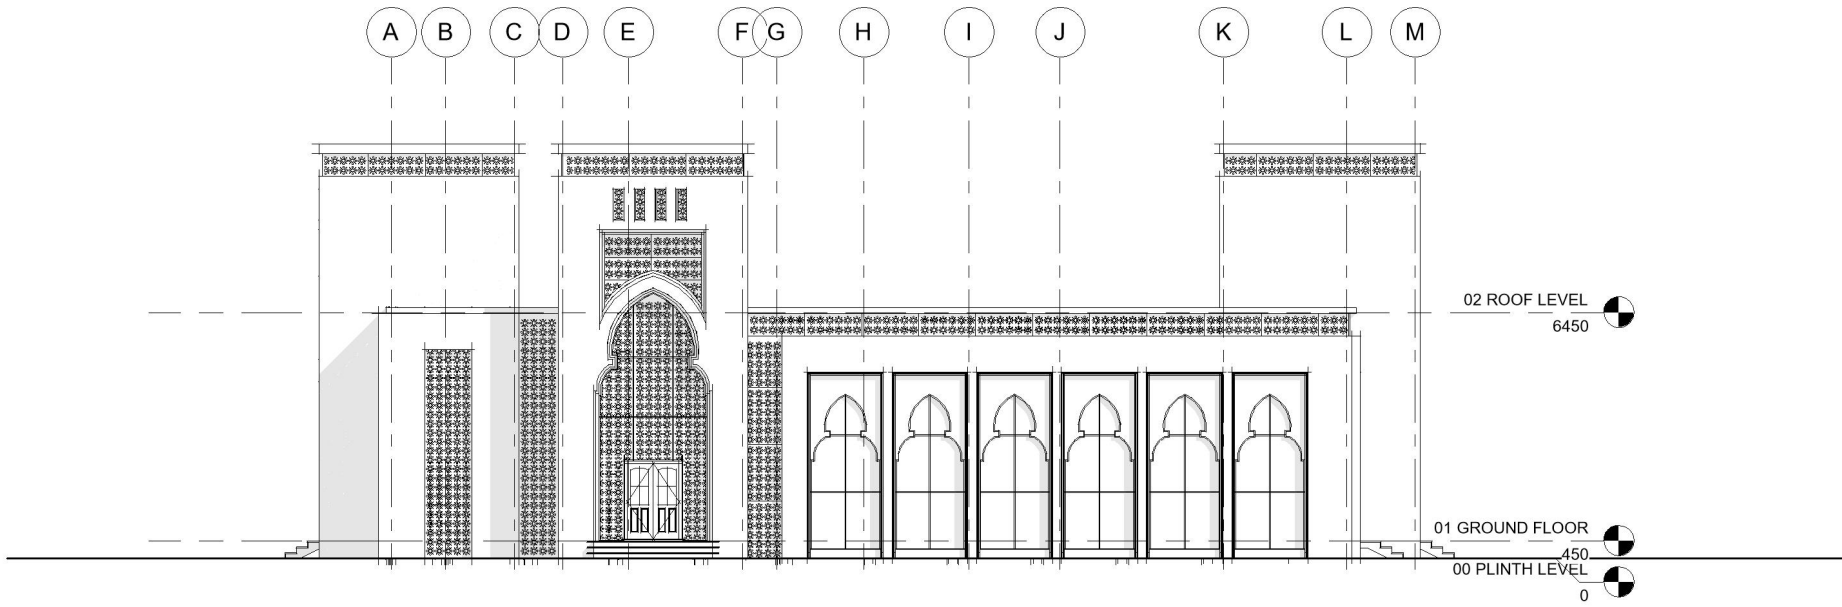 A B C D E F G H I J K L M
02 ROOF LEVEL
6450
01 GROUND FLOOR
450
00 PLINTH LEVEL
0